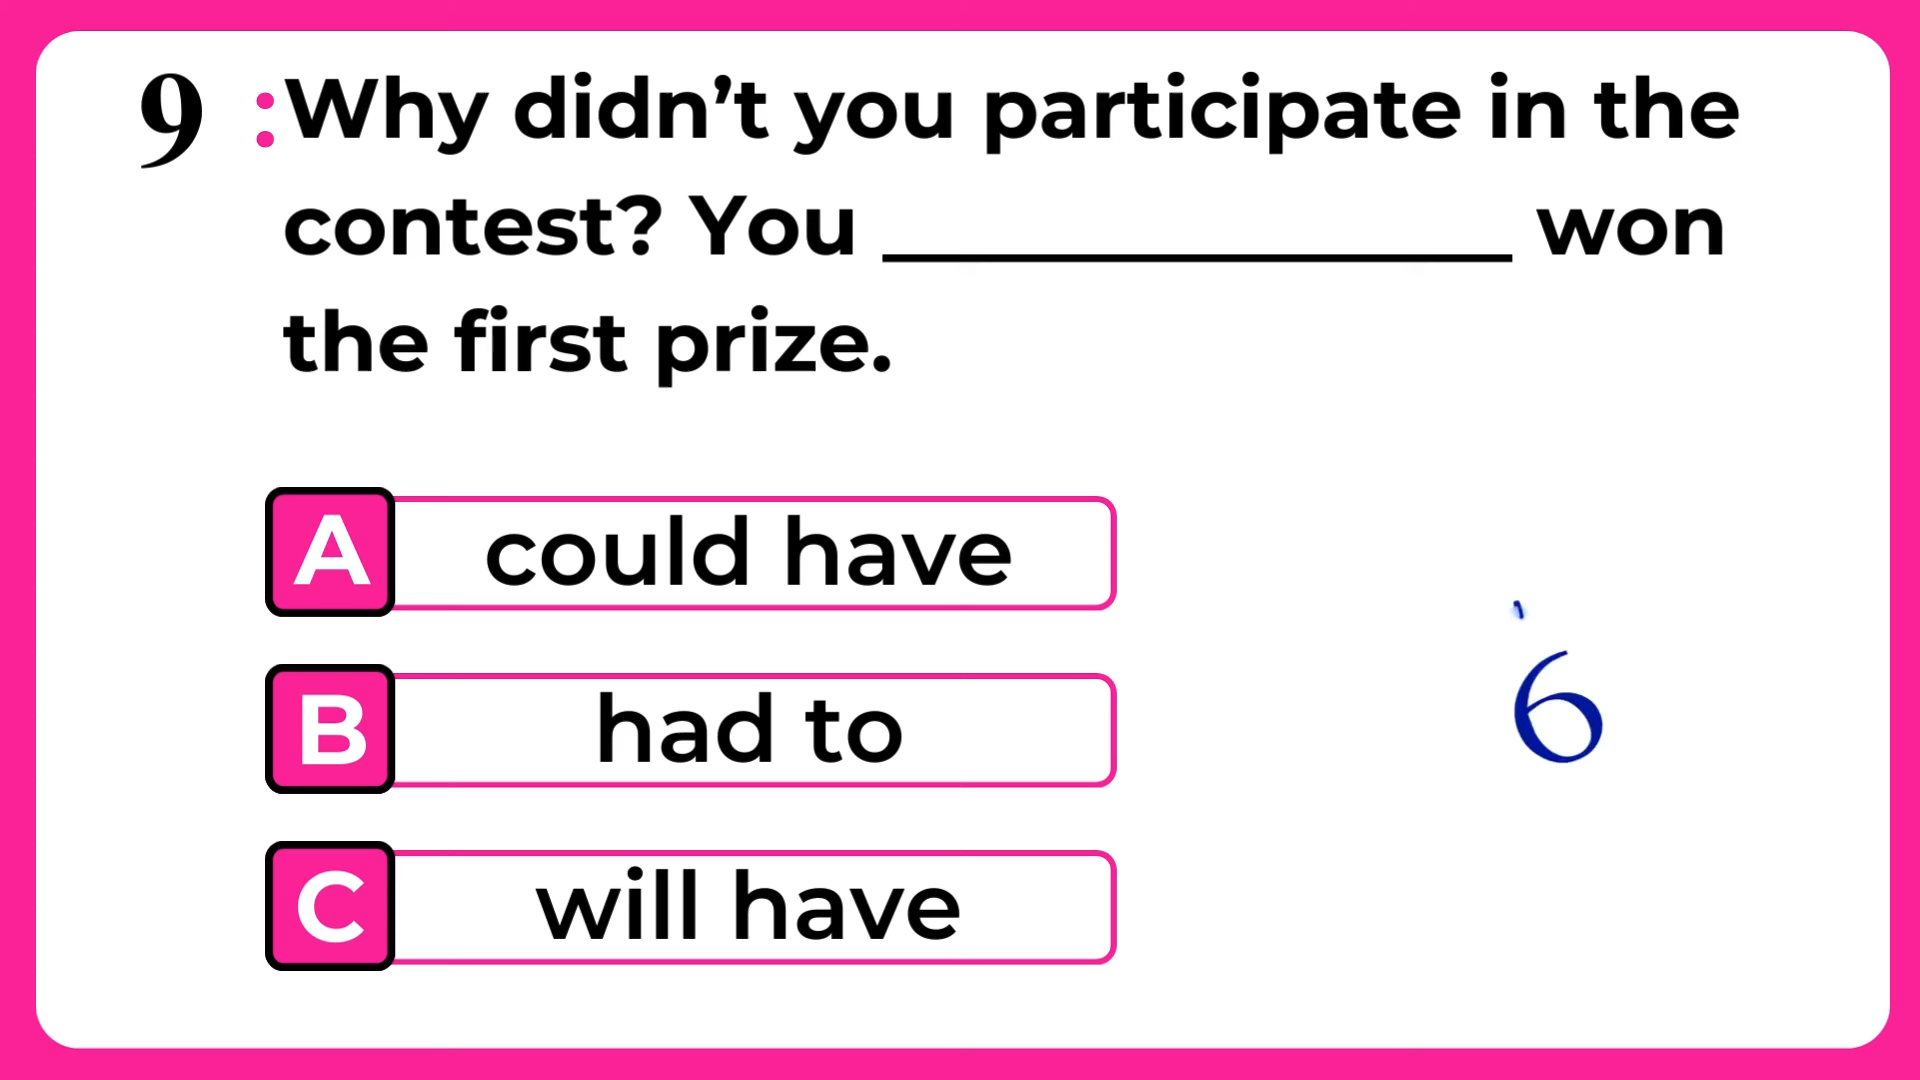 9 :Why didn’t you participate in the
contest? You ______________ won
the first prize.
A could have
B had to
C will have
6